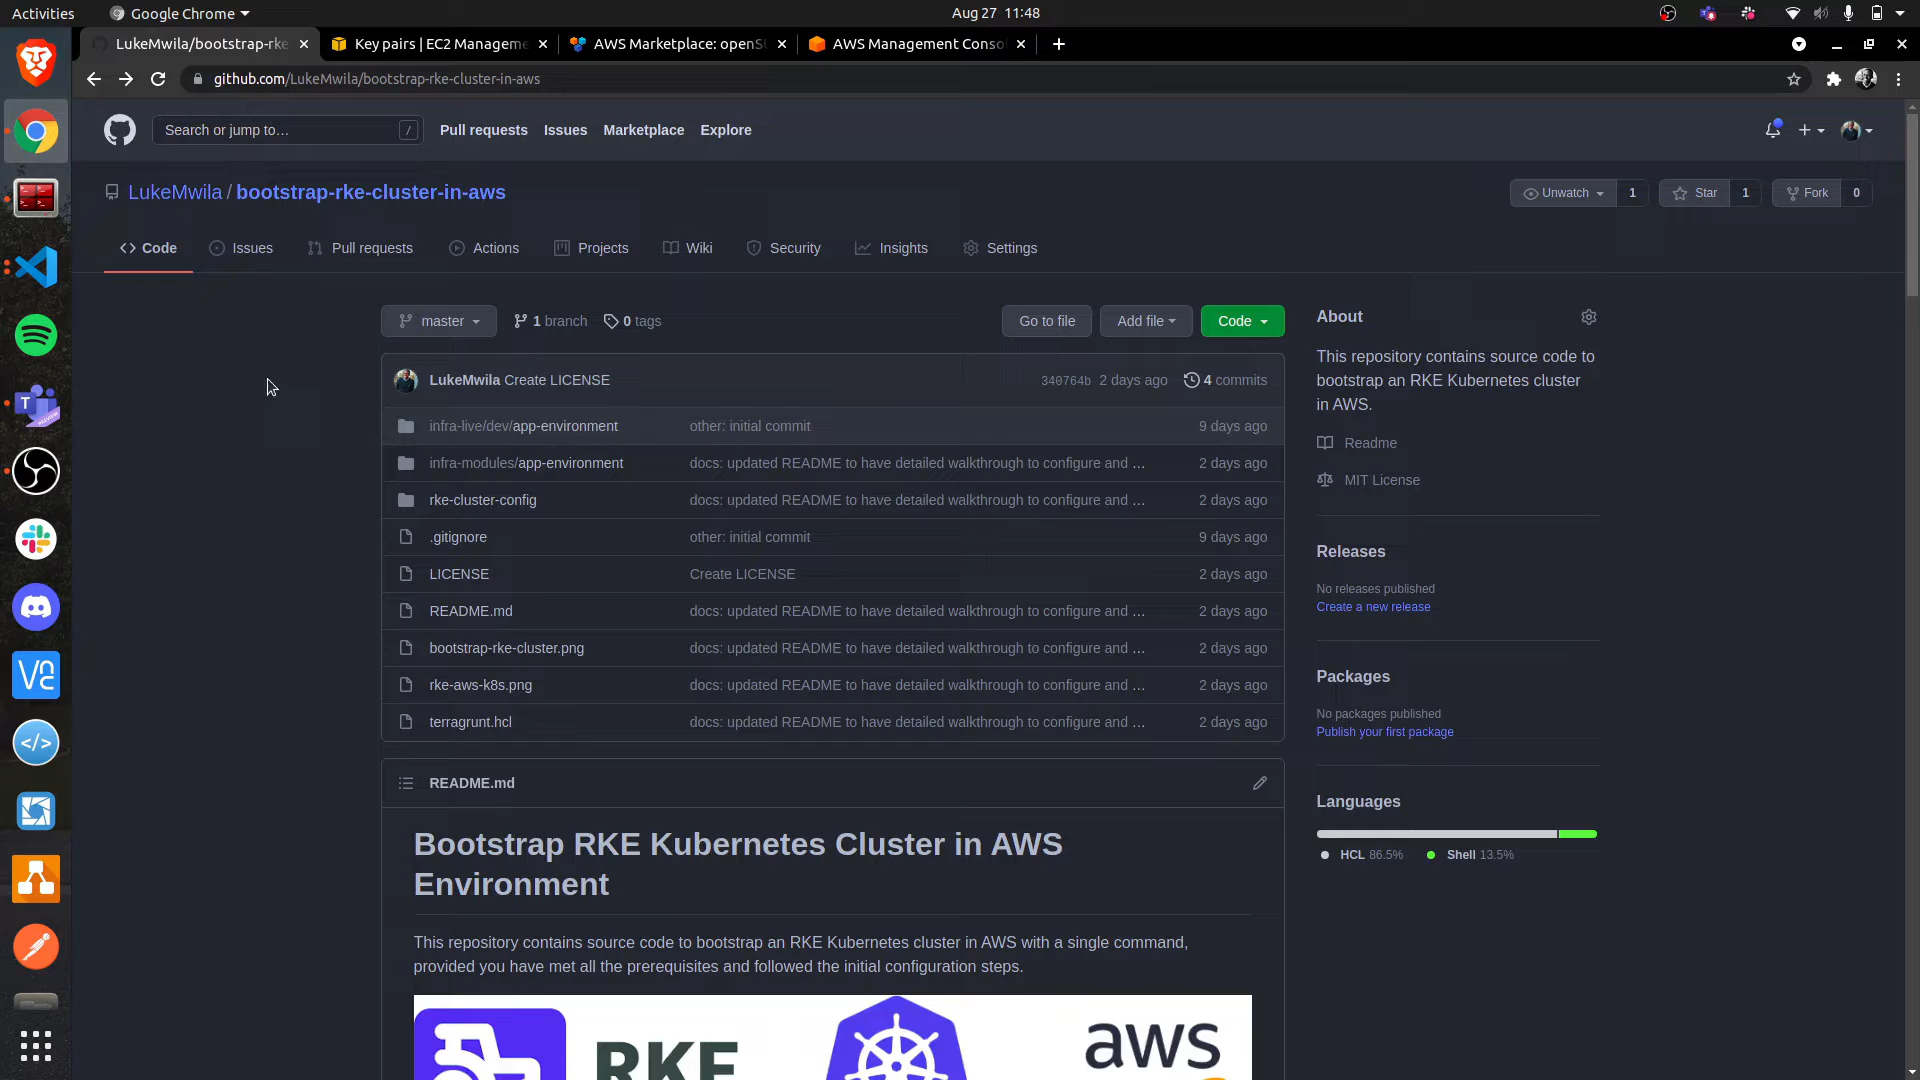 Activities
Google Chrome
Aug 27 11:48
LukeMwila/bootstrap-rke
Key pairs | EC2 Manageme
AWS Marketplace: openS
AWS Management Conso
github.com/LukeMwila/bootstrap-rke-cluster-in-aws
Search or jump to…
/
Pull requests
Issues
Marketplace
Explore
LukeMwila / bootstrap-rke-cluster-in-aws
Unwatch 1
Star 1
Fork 0
Code
Issues
Pull requests
Actions
Projects
Wiki
Security
Insights
Settings
master
1 branch
0 tags
Go to file
Add file
Code
LukeMwila Create LICENSE
340764b 2 days ago
4 commits
infra-live/dev/app-environment other: initial commit 9 days ago
infra-modules/app-environment docs: updated README to have detailed walkthrough to configure and … 2 days ago
rke-cluster-config docs: updated README to have detailed walkthrough to configure and … 2 days ago
.gitignore other: initial commit 9 days ago
LICENSE Create LICENSE 2 days ago
README.md docs: updated README to have detailed walkthrough to configure and … 2 days ago
bootstrap-rke-cluster.png docs: updated README to have detailed walkthrough to configure and … 2 days ago
rke-aws-k8s.png docs: updated README to have detailed walkthrough to configure and … 2 days ago
terragrunt.hcl docs: updated README to have detailed walkthrough to configure and … 2 days ago
README.md
Bootstrap RKE Kubernetes Cluster in AWS
Environment
This repository contains source code to bootstrap an RKE Kubernetes cluster in AWS with a single command,
provided you have met all the prerequisites and followed the initial configuration steps.
RKE
aws
About
This repository contains source code to
bootstrap an RKE Kubernetes cluster
in AWS.
Readme
MIT License
Releases
No releases published
Create a new release
Packages
No packages published
Publish your first package
Languages
HCL 86.5%
Shell 13.5%